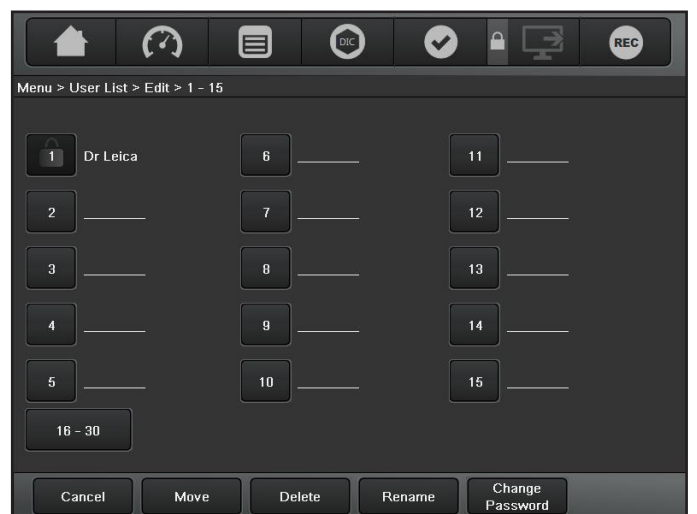 DIC REC
Menu > User List > Edit > 1 - 15
1 Dr Leica 6 11
2 7 12
3 8 13
4 9 14
5 10 15
16 - 30
Cancel Move Delete Rename Change Password